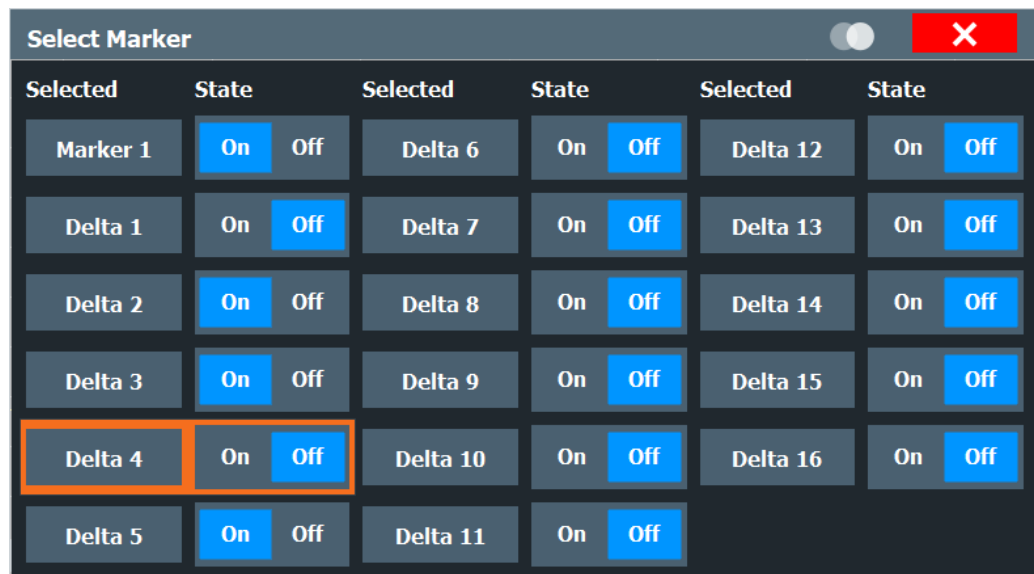 Select Marker
Selected State Selected State Selected State
Marker 1 On Off Delta 6 On Off Delta 12 On Off
Delta 1 On Off Delta 7 On Off Delta 13 On Off
Delta 2 On Off Delta 8 On Off Delta 14 On Off
Delta 3 On Off Delta 9 On Off Delta 15 On Off
Delta 4 On Off Delta 10 On Off Delta 16 On Off
Delta 5 On Off Delta 11 On Off